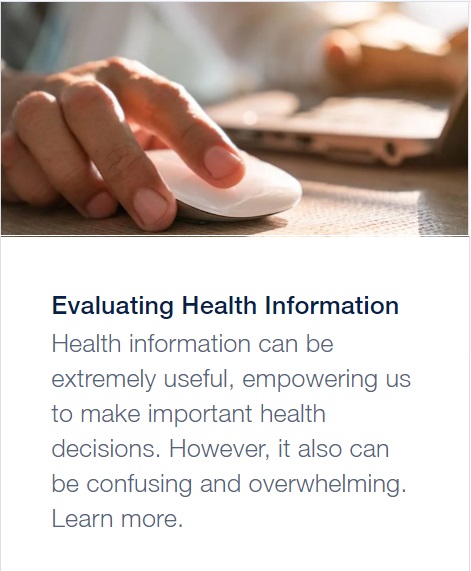 Evaluating Health Information
Health information can be
extremely useful, empowering us
to make important health
decisions. However, it also can
be confusing and overwhelming.
Learn more.